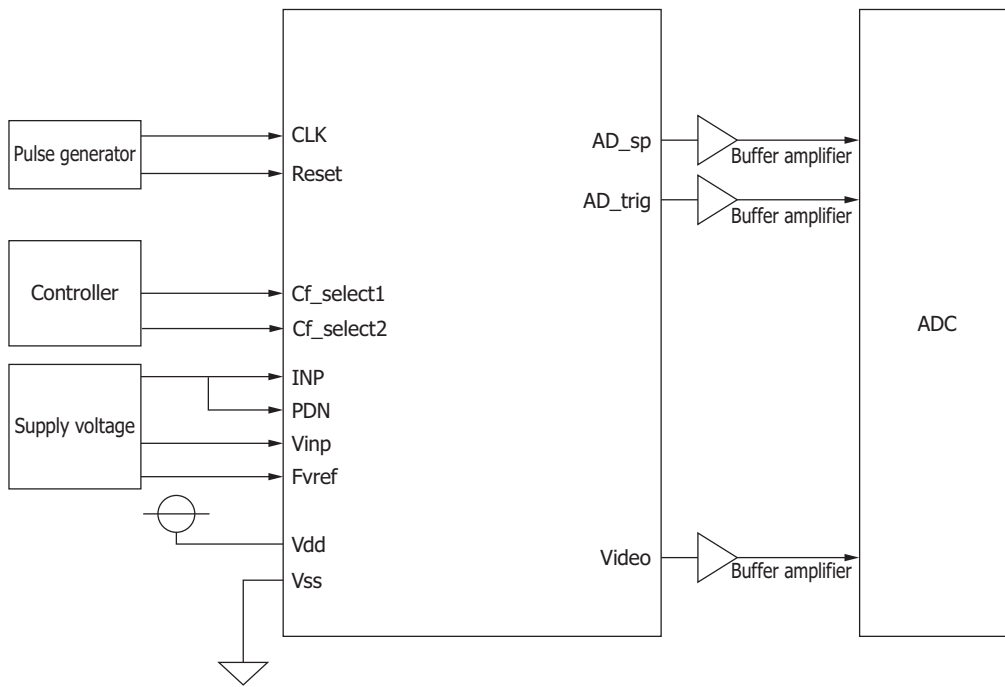 Pulse generator
CLK
Reset
Controller
Cf_select1
Cf_select2
Supply voltage
INP
PDN
Vinp
Fvref
Vdd
Vss
AD_sp
Buffer amplifier
AD_trig
Buffer amplifier
Video
Buffer amplifier
ADC